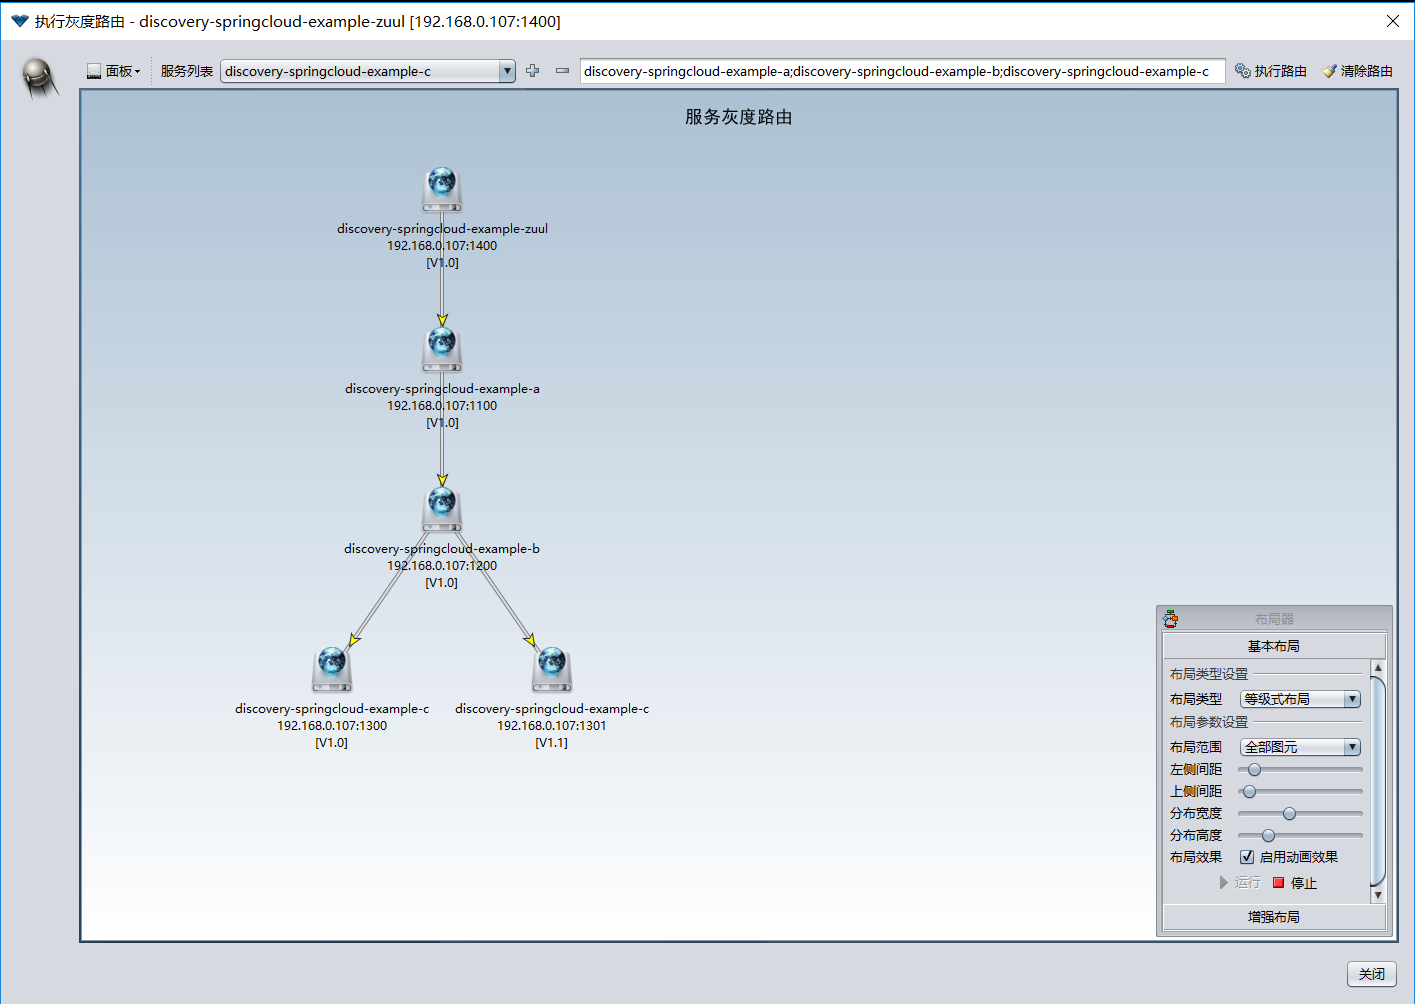 执行灰度路由 - discovery-springcloud-example-zuul [192.168.0.107:1400]
面板 服务列表 discovery-springcloud-example-c discovery-springcloud-example-a;discovery-springcloud-example-b;discovery-springcloud-example-c 执行路由 清除路由
服务灰度路由
discovery-springcloud-example-zuul
192.168.0.107:1400
[V1.0]
discovery-springcloud-example-a
192.168.0.107:1100
[V1.0]
discovery-springcloud-example-b
192.168.0.107:1200
[V1.0]
discovery-springcloud-example-c
192.168.0.107:1300
[V1.0]
discovery-springcloud-example-c
192.168.0.107:1301
[V1.1]
布局器
基本布局
布局类型设置
布局类型 等级式布局
布局参数设置
布局范围 全部图元
左侧间距
上侧间距
分布宽度
分布高度
布局效果 启用动画效果
运行 停止
增强布局
关闭